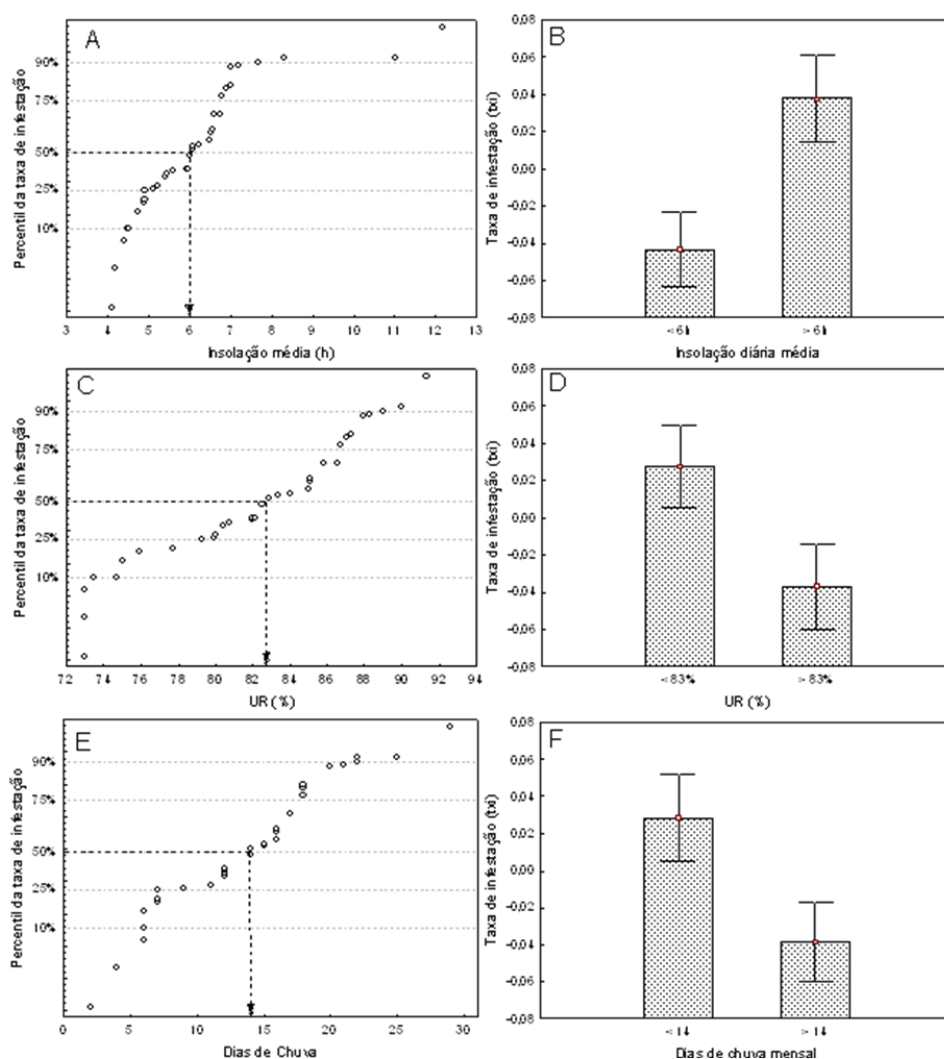 A
Percentil da taxa de infestação
90%
75%
50%
25%
10%
3 4 5 6 7 8 9 10 11 12 13
Insolação média (h)
B
Taxa de infestação (txi)
0,08
0,06
0,04
0,02
0,00
-0,02
-0,04
-0,06
-0,08
< 6h > 6h
Insolação diária média
C
Percentil da taxa de infestação
90%
75%
50%
25%
10%
72 74 76 78 80 82 84 86 88 90 92 94
UR (%)
D
Taxa de infestação (txi)
0,08
0,06
0,04
0,02
0,00
-0,02
-0,04
-0,06
-0,08
< 83% > 83%
UR (%)
E
Percentil da taxa de infestação
90%
75%
50%
25%
10%
0 5 10 15 20 25 30
Dias de Chuva
F
Taxa de infestação (txi)
0,08
0,06
0,04
0,02
0,00
-0,02
-0,04
-0,06
-0,08
< 14 > 14
Dias de chuva mensal